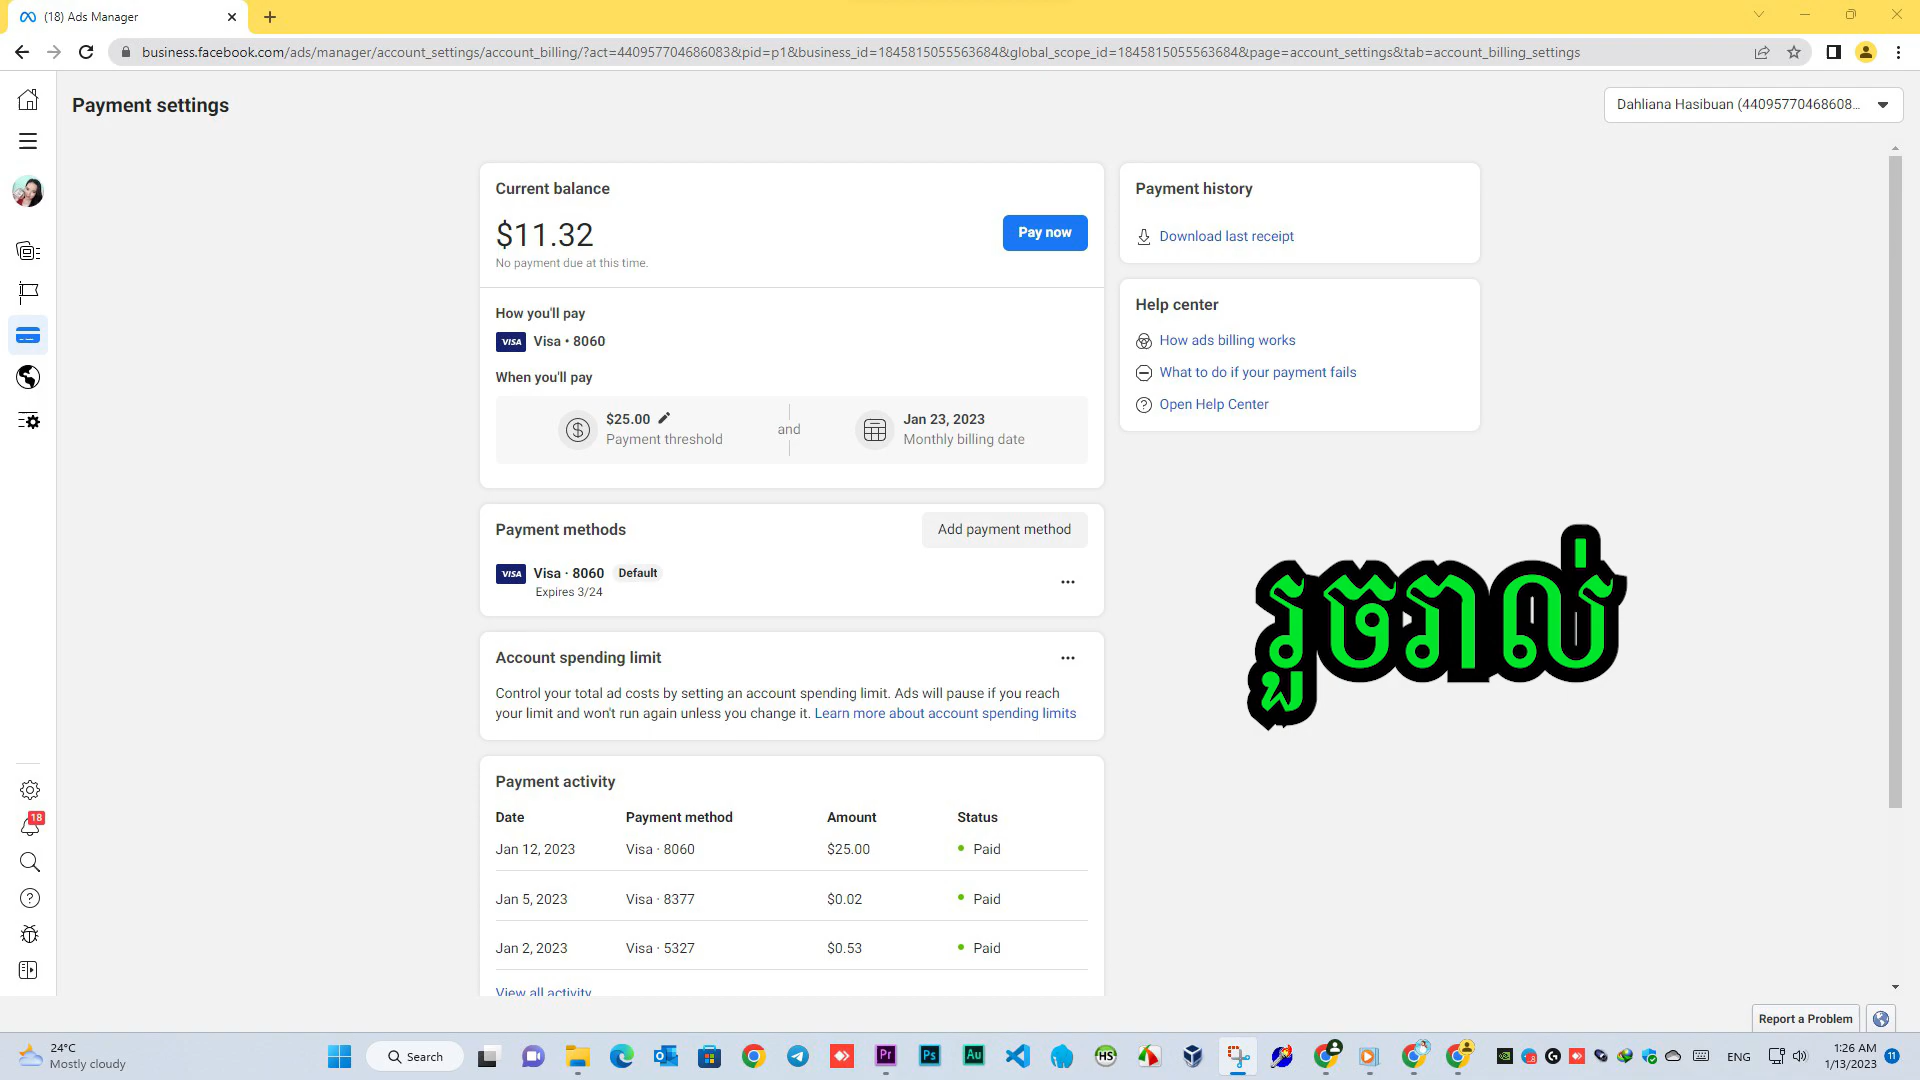 (18) Ads Manager
business.facebook.com/ads/manager/account_settings/account_billing/?act=440957704686083&pid=p1&business_id=1845815055563684&global_scope_id=1845815055563684&page=account_settings&tab=account_billing_settings
Payment settings
Dahliana Hasibuan (44095770468608...
Current balance
$11.32
Pay now
No payment due at this time.
How you'll pay
VISA Visa • 8060
When you'll pay
$25.00
Payment threshold
and
Jan 23, 2023
Monthly billing date
Payment history
Download last receipt
Help center
How ads billing works
What to do if your payment fails
Open Help Center
Payment methods
Add payment method
VISA Visa · 8060 Default
Expires 3/24
Account spending limit
Control your total ad costs by setting an account spending limit. Ads will pause if you reach
your limit and won't run again unless you change it. Learn more about account spending limits
រួចរាល់
Payment activity
Date Payment method Amount Status
Jan 12, 2023 Visa · 8060 $25.00 Paid
Jan 5, 2023 Visa · 8377 $0.02 Paid
Jan 2, 2023 Visa · 5327 $0.53 Paid
View all activity
18
Report a Problem
24°C
Mostly cloudy
Search
Pr
Ps
Au
HS
ENG
1:26 AM
1/13/2023
11